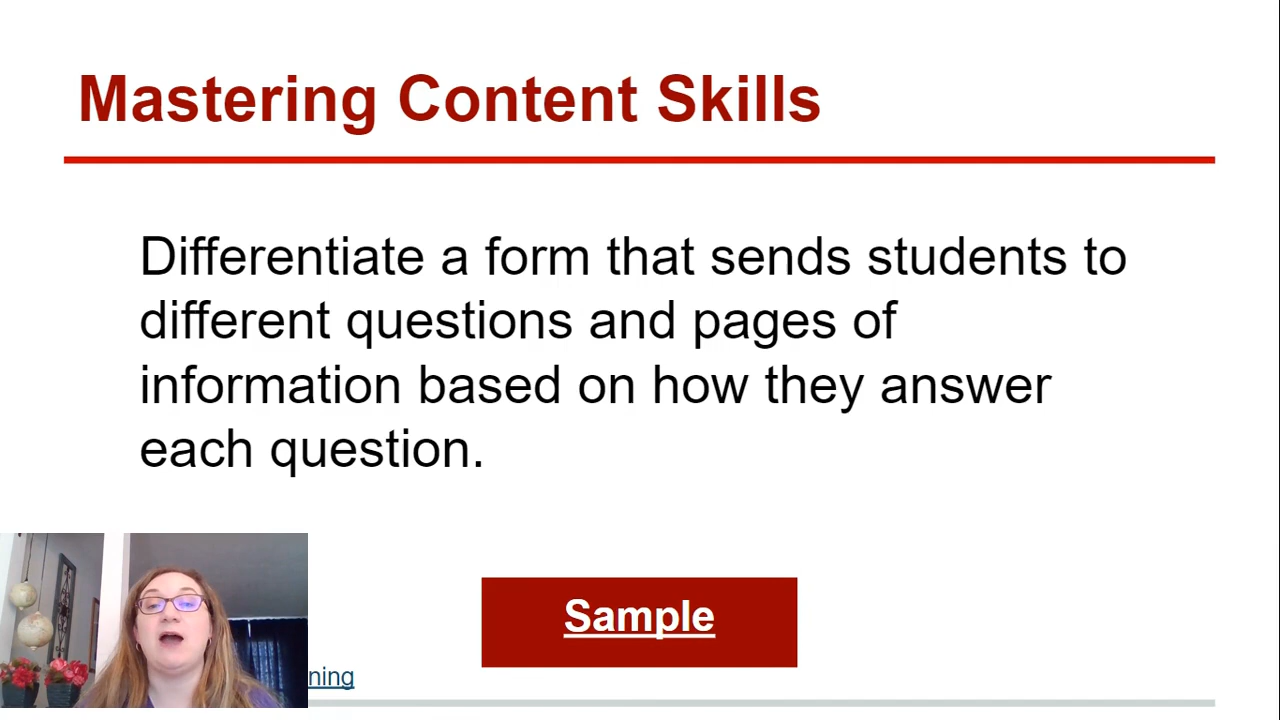 Mastering Content Skills
Differentiate a form that sends students to
different questions and pages of
information based on how they answer
each question.
Sample
ning